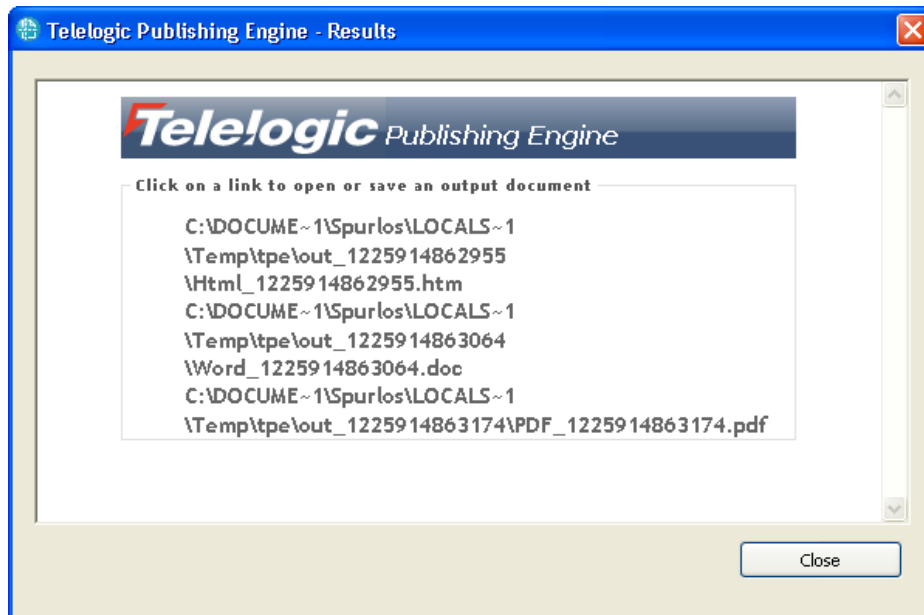 Telelogic Publishing Engine - Results
Telelogic Publishing Engine
Click on a link to open or save an output document
C:\DOCUME~1\Spurlos\LOCALS~1
\Temp\tpe\out_1225914862955
\Html_1225914862955.htm
C:\DOCUME~1\Spurlos\LOCALS~1
\Temp\tpe\out_1225914863064
\Word_1225914863064.doc
C:\DOCUME~1\Spurlos\LOCALS~1
\Temp\tpe\out_1225914863174\PDF_1225914863174.pdf
Close